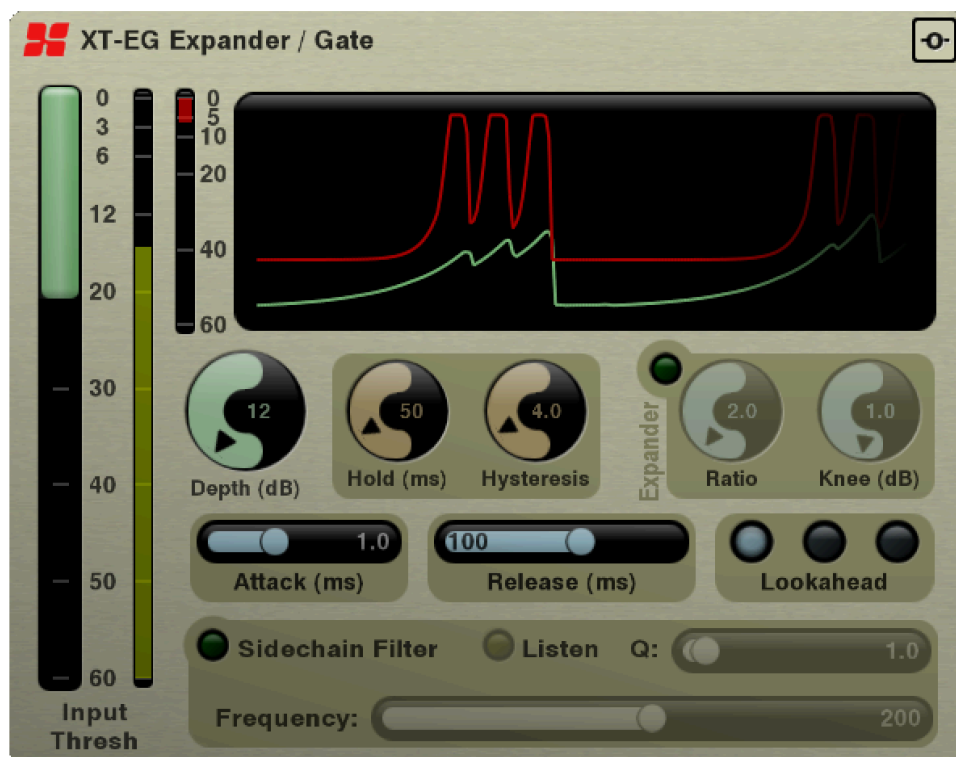 XT-EG Expander / Gate
-0-
0
3
6
12
20
30
40
50
60
Input
Thresh
0
5
10
20
40
60
12
Depth (dB)
50
Hold (ms)
4.0
Hysteresis
Expander
2.0
Ratio
1.0
Knee (dB)
1.0
Attack (ms)
100
Release (ms)
Lookahead
Sidechain Filter
Listen
Q:
1.0
Frequency:
200